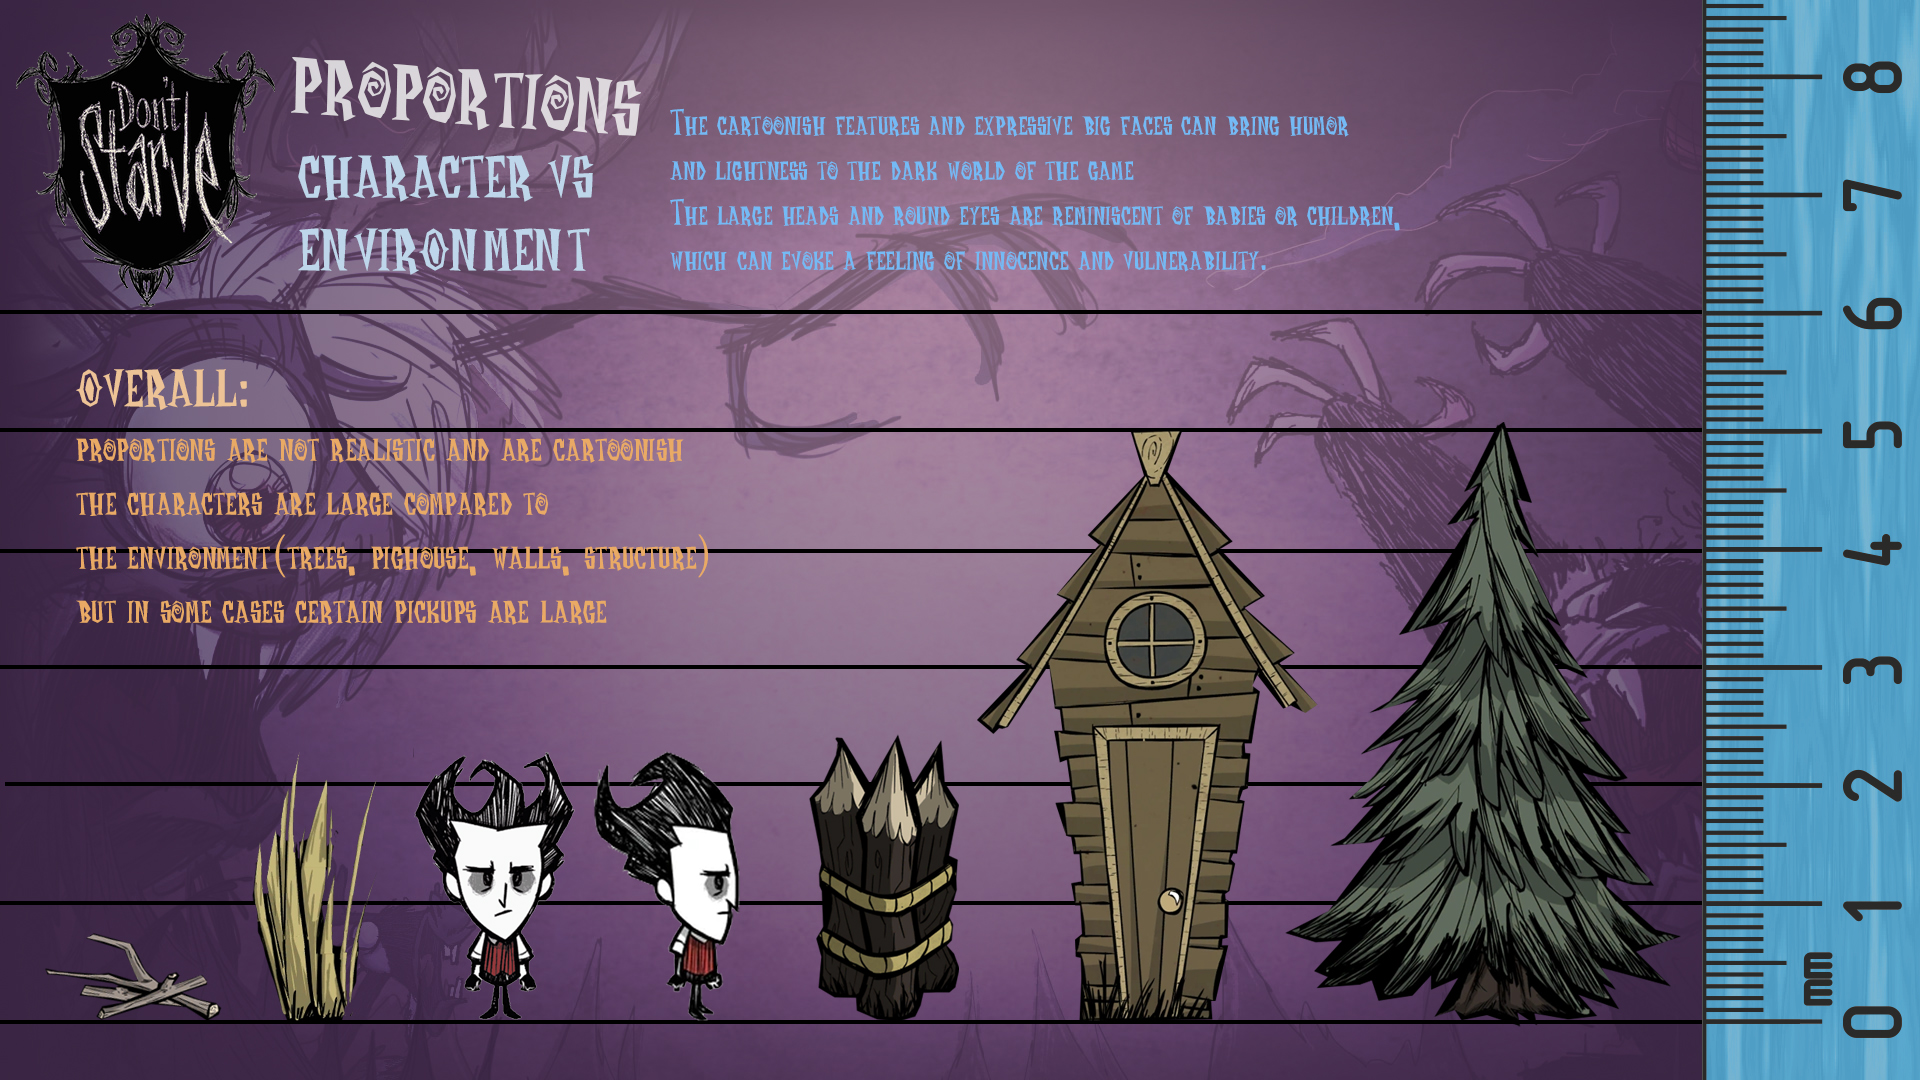 Don't
Starve
PROPORTIONS
CHARACTER VS
ENVIRONMENT
THE CARTOONISH FEATURES AND EXPRESSIVE BIG FACES CAN BRING HUMOR
AND LIGHTNESS TO THE DARK WORLD OF THE GAME
THE LARGE HEADS AND ROUND EYES ARE REMINISCENT OF BABIES OR CHILDREN,
WHICH CAN EVOKE A FEELING OF INNOCENCE AND VULNERABILITY.
OVERALL:
PROPORTIONS ARE NOT REALISTIC AND ARE CARTOONISH
THE CHARACTERS ARE LARGE COMPARED TO
THE ENVIRONMENT(TREES, PIGHOUSE, WALLS, STRUCTURE)
BUT IN SOME CASES CERTAIN PICKUPS ARE LARGE
8
7
6
5
4
3
2
1
mm
0